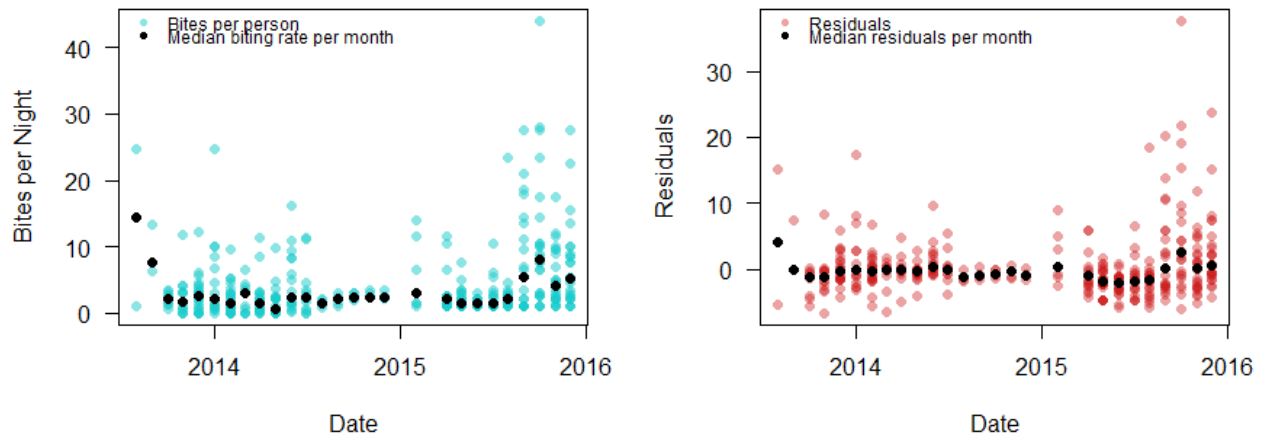 Bites per person
Median biting rate per month
Bites per Night
40
30
20
10
0
2014 2015 2016
Date
Residuals
Median residuals per month
Residuals
30
20
10
0
2014 2015 2016
Date